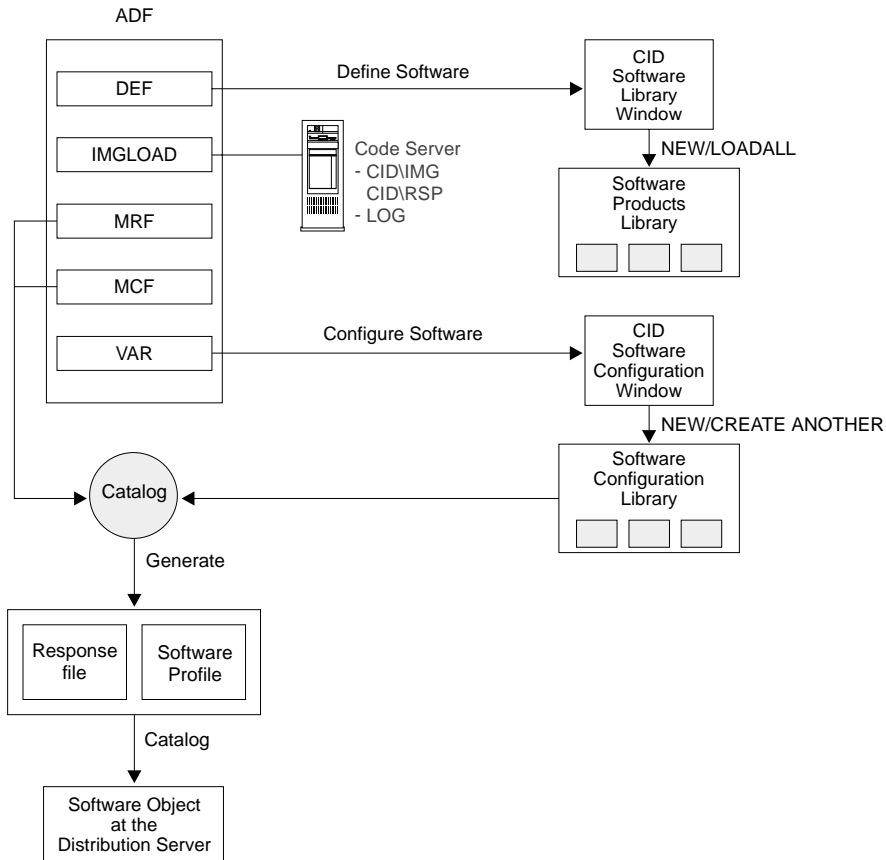 ADF
DEF
Define Software
CID
Software
Library
Window
IMGLOAD
Code Server
- CID\IMG
CID\RSP
- LOG
NEW/LOADALL
Software
Products
Library
MRF
MCF
VAR
Configure Software
CID
Software
Configuration
Window
NEW/CREATE ANOTHER
Software
Configuration
Library
Catalog
Generate
Response
file
Software
Profile
Catalog
Software Object
at the
Distribution Server